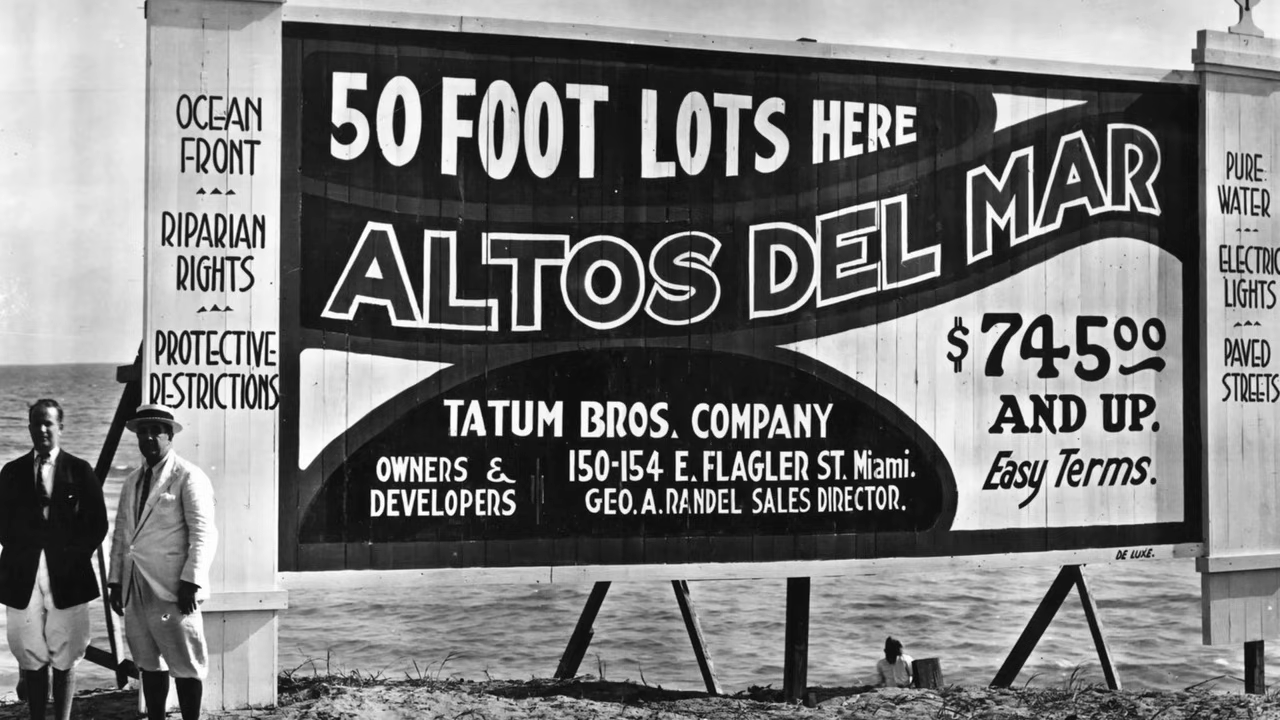 OCEAN
FRONT
RIPARIAN
RIGHTS
PROTECTIVE
RESTRICTIONS
50 FOOT LOTS HERE
ALTOS DEL MAR
$745.00
AND UP.
Easy Terms.
TATUM BROS. COMPANY
OWNERS &
DEVELOPERS
150-154 E. FLAGLER ST. Miami.
GEO. A. RANDEL SALES DIRECTOR.
DE LUXE.
PURE
WATER
ELECTRIC
LIGHTS
PAVED
STREETS